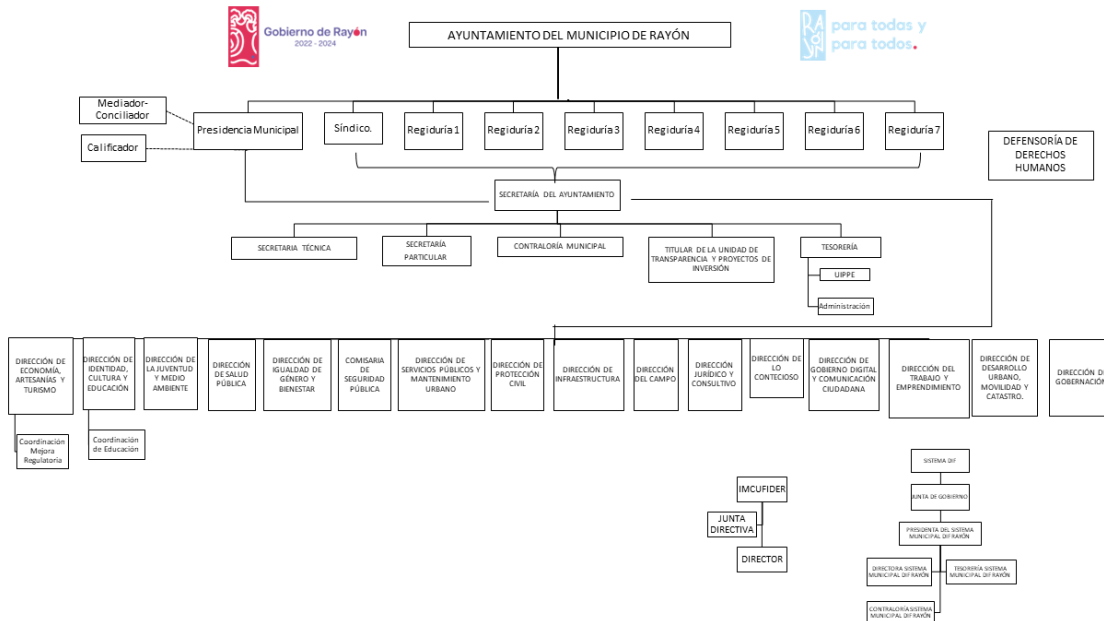 Gobierno de Rayón
2022 - 2024
AYUNTAMIENTO DEL MUNICIPIO DE RAYÓN
para todas y
para todos.
Mediador-
Conciliador
Calificador
Presidencia Municipal
Síndico.
Regiduría 1
Regiduría 2
Regiduría 3
Regiduría 4
Regiduría 5
Regiduría 6
Regiduría 7
DEFENSORÍA DE
DERECHOS
HUMANOS
SECRETARÍA DEL AYUNTAMIENTO
SECRETARIA TÉCNICA
SECRETARÍA
PARTICULAR
CONTRALORÍA MUNICIPAL
TITULAR DE LA UNIDAD DE
TRANSPARENCIA Y PROYECTOS DE
INVERSIÓN
TESORERÍA
UIPPE
Administración
DIRECCIÓN DE
ECONOMÍA,
ARTESANÍAS Y
TURISMO
DIRECCIÓN DE
IDENTIDAD,
CULTURA Y
EDUCACIÓN
DIRECCIÓN DE
LA JUVENTUD Y
MEDIO
AMBIENTE
DIRECCIÓN
DE SALUD
PÚBLICA
DIRECCIÓN DE
IGUALDAD DE
GÉNERO Y
BIENESTAR
COMISARIA
DE
SEGURIDAD
PÚBLICA
DIRECCIÓN DE
SERVICIOS PÚBLICOS Y
MANTENIMIENTO
URBANO
DIRECCIÓN
DE
PROTECCIÓN
CIVIL
DIRECCIÓN DE
INFRAESTRUCTURA
DIRECCIÓN
DEL CAMPO
DIRECCIÓN
JURÍDICO Y
CONSULTIVO
DIRECCIÓN DE
LO
CONTECIOSO
DIRECCIÓN DE
GOBIERNO DIGITAL
Y COMUNICACIÓN
CIUDADANA
DIRECCIÓN DEL
TRABAJO Y
EMPRENDIMIENTO
DIRECCIÓN DE
DESARROLLO
URBANO,
MOVILIDAD Y
CATASTRO.
DIRECCIÓN DE
GOBERNACIÓN
Coordinación
Mejora
Regulatoria
Coordinación
de Educación
IMCUFIDER
JUNTA
DIRECTIVA
DIRECTOR
SISTEMA DIF
JUNTA DE GOBIERNO
PRESIDENTA DEL SISTEMA
MUNICIPAL DIF RAYÓN
DIRECTORA SISTEMA
MUNICIPAL DIF RAYÓN
TESORERÍA SISTEMA
MUNICIPAL DIF RAYÓN
CONTRALORÍA SISTEMA
MUNICIPAL DIF RAYÓN